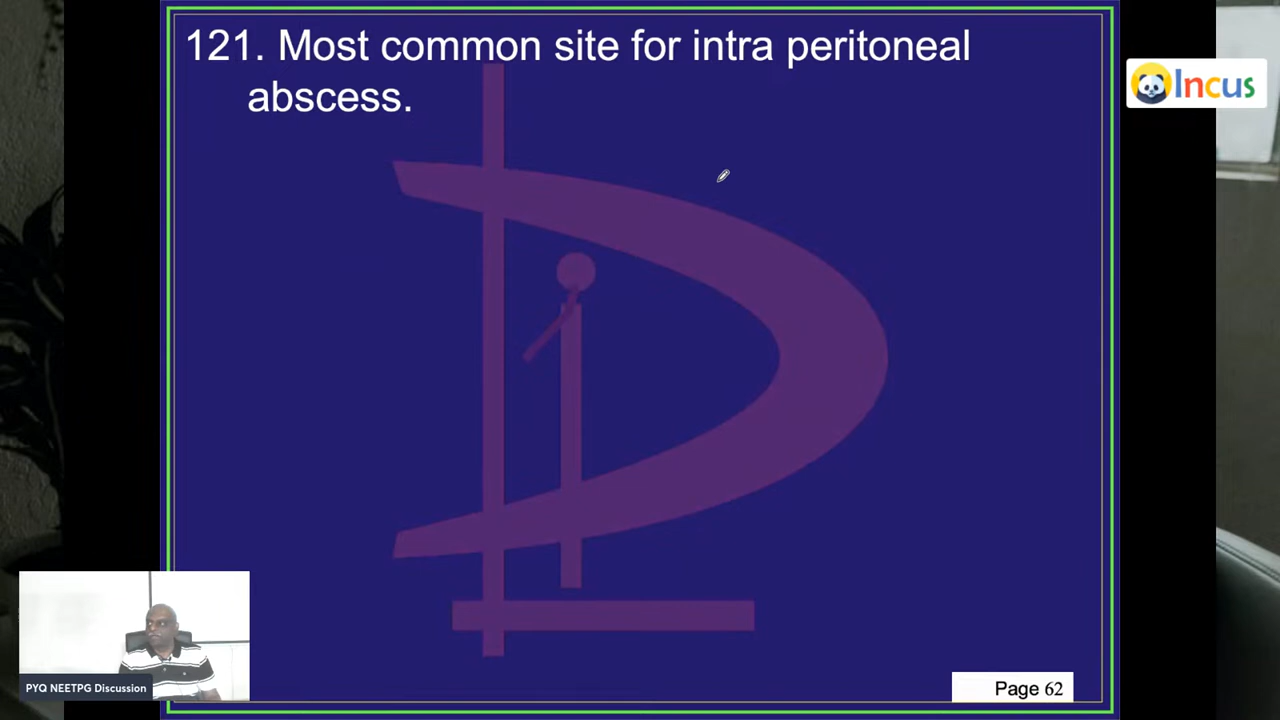 121. Most common site for intra peritoneal
abscess.
Incus
PYQ NEETPG Discussion
Page 62